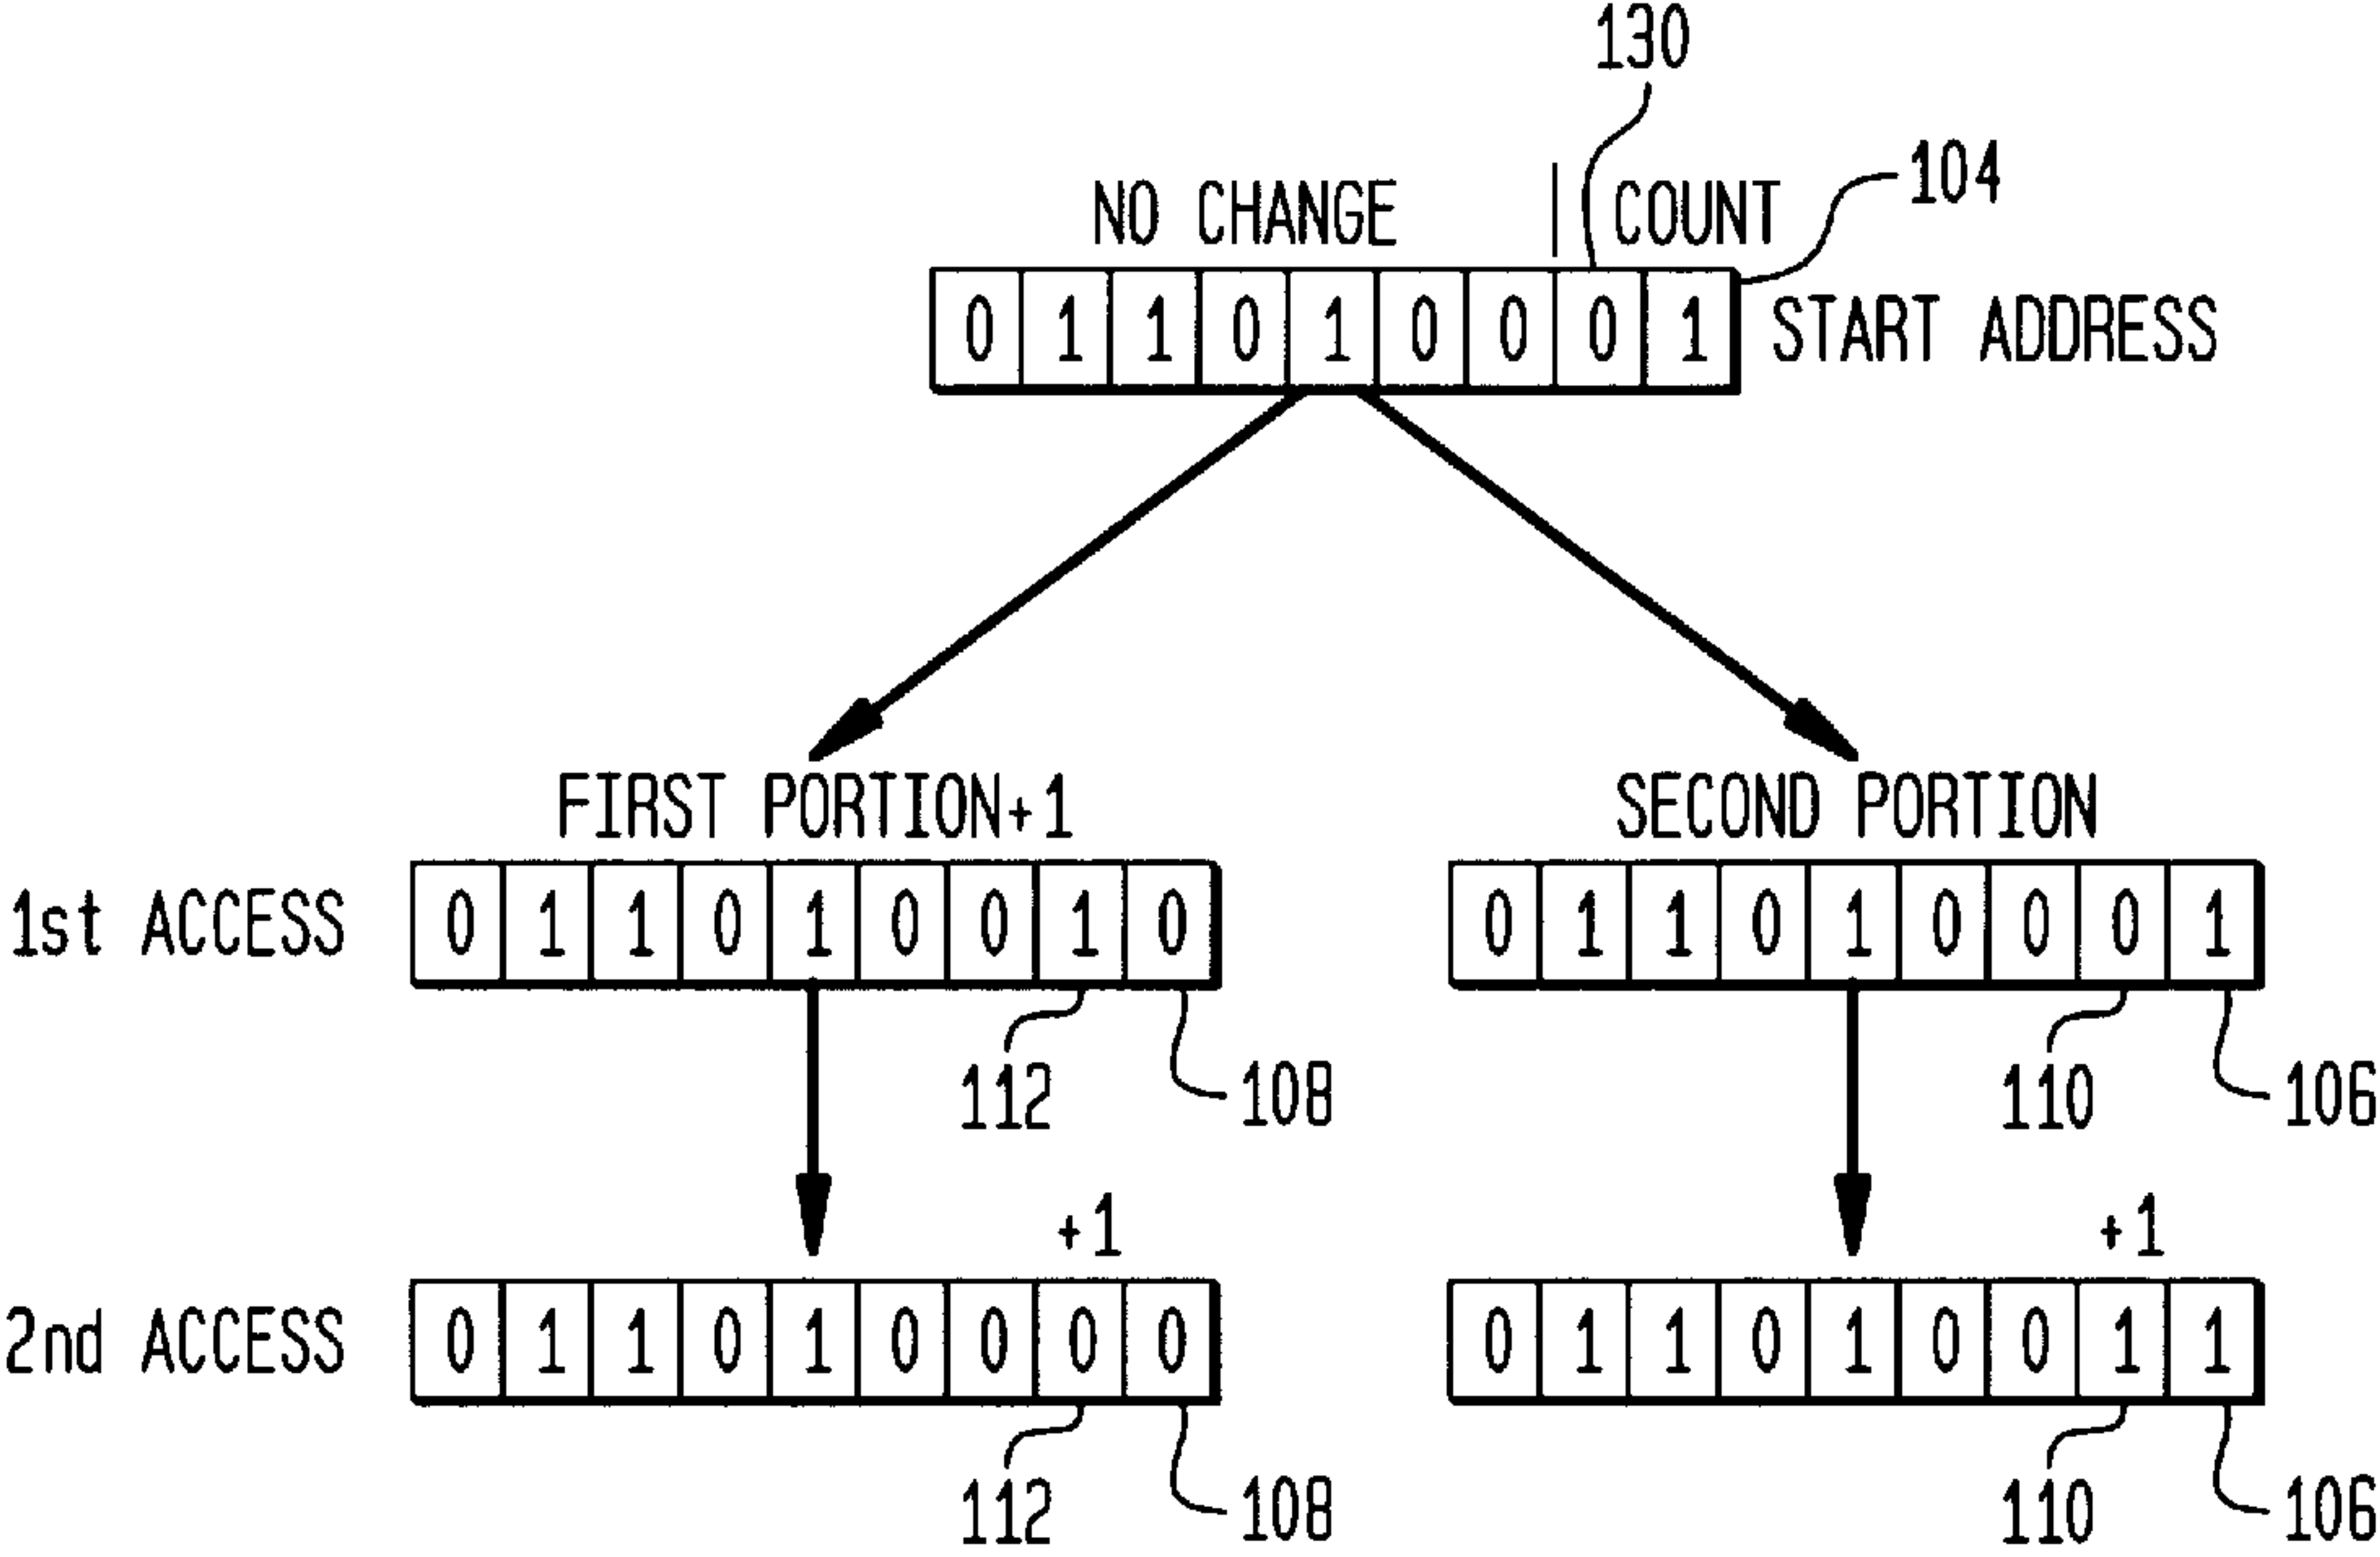 130
NO CHANGE | COUNT 104
0 1 1 0 1 0 0 0 1 START ADDRESS
FIRST PORTION+1 SECOND PORTION
1st ACCESS 0 1 1 0 1 0 0 1 0 0 1 1 0 1 0 0 0 1
112 108 110 106
+1 +1
2nd ACCESS 0 1 1 0 1 0 0 0 0 0 1 1 0 1 0 0 1 1
112 108 110 106